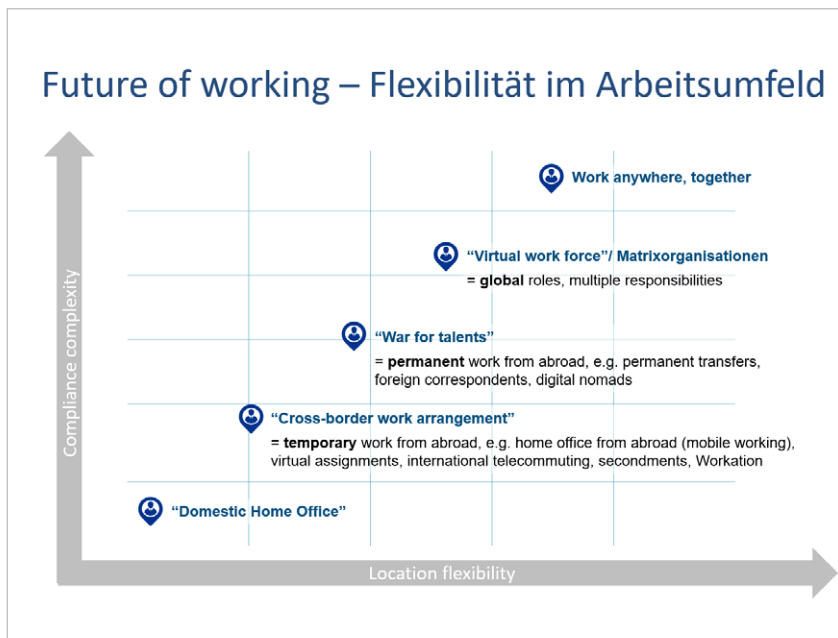 Future of working – Flexibilität im Arbeitsumfeld
Compliance complexity
Work anywhere, together
“Virtual work force”/ Matrixorganisationen
= global roles, multiple responsibilities
“War for talents”
= permanent work from abroad, e.g. permanent transfers,
foreign correspondents, digital nomads
“Cross-border work arrangement”
= temporary work from abroad, e.g. home office from abroad (mobile working),
virtual assignments, international telecommuting, secondments, Workation
“Domestic Home Office”
Location flexibility